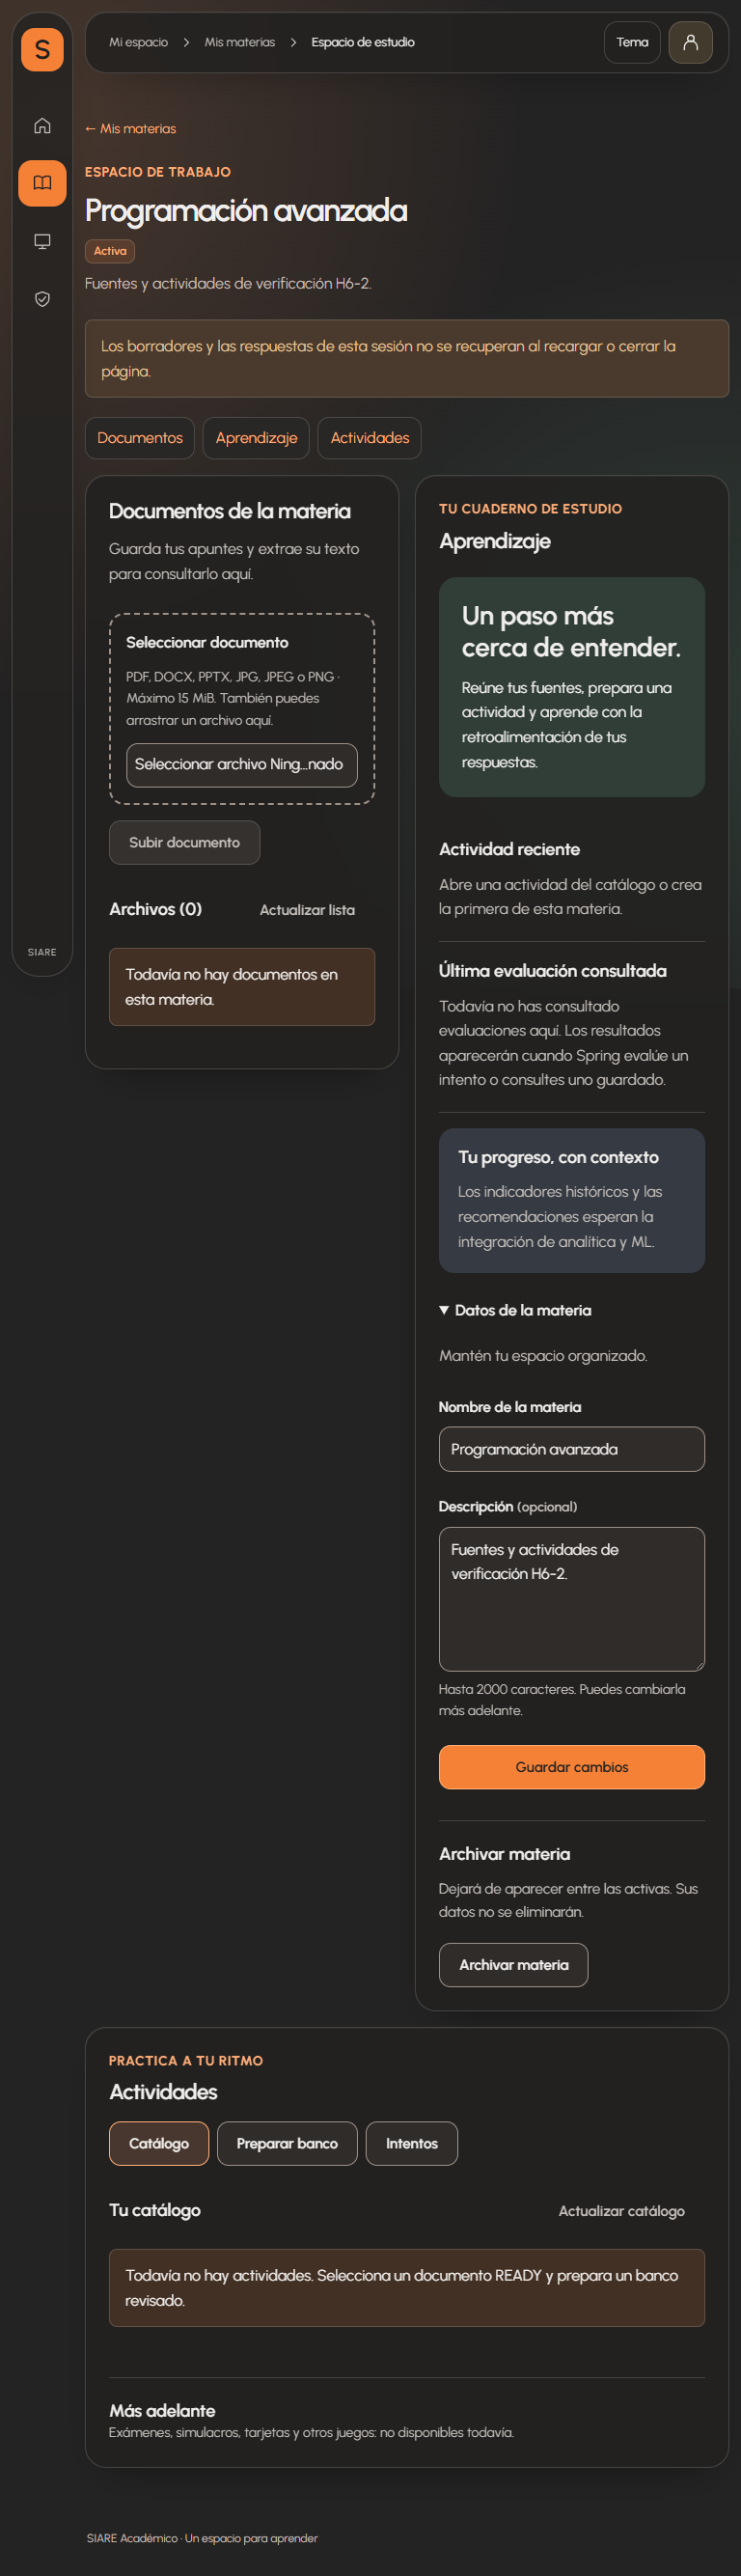 S
Mi espacio > Mis materias > Espacio de estudio
Tema
← Mis materias
ESPACIO DE TRABAJO
Programación avanzada
Activa
Fuentes y actividades de verificación H6-2.
Los borradores y las respuestas de esta sesión no se recuperan al recargar o cerrar la
página.
Documentos
Aprendizaje
Actividades
Documentos de la materia
Guarda tus apuntes y extrae su texto
para consultarlo aquí.
Seleccionar documento
PDF, DOCX, PPTX, JPG, JPEG o PNG ·
Máximo 15 MiB. También puedes
arrastrar un archivo aquí.
Seleccionar archivo Ning...nado
Subir documento
Archivos (0)
Actualizar lista
Todavía no hay documentos en
esta materia.
SIARE
TU CUADERNO DE ESTUDIO
Aprendizaje
Un paso más
cerca de entender.
Reúne tus fuentes, prepara una
actividad y aprende con la
retroalimentación de tus
respuestas.
Actividad reciente
Abre una actividad del catálogo o crea
la primera de esta materia.
Última evaluación consultada
Todavía no has consultado
evaluaciones aquí. Los resultados
aparecerán cuando Spring evalúe un
intento o consultes uno guardado.
Tu progreso, con contexto
Los indicadores históricos y las
recomendaciones esperan la
integración de analítica y ML.
▼ Datos de la materia
Mantén tu espacio organizado.
Nombre de la materia
Programación avanzada
Descripción (opcional)
Fuentes y actividades de
verificación H6-2.
Hasta 2000 caracteres. Puedes cambiarla
más adelante.
Guardar cambios
Archivar materia
Dejará de aparecer entre las activas. Sus
datos no se eliminarán.
Archivar materia
PRACTICA A TU RITMO
Actividades
Catálogo
Preparar banco
Intentos
Tu catálogo
Actualizar catálogo
Todavía no hay actividades. Selecciona un documento READY y prepara un banco
revisado.
Más adelante
Exámenes, simulacros, tarjetas y otros juegos: no disponibles todavía.
SIARE Académico · Un espacio para aprender